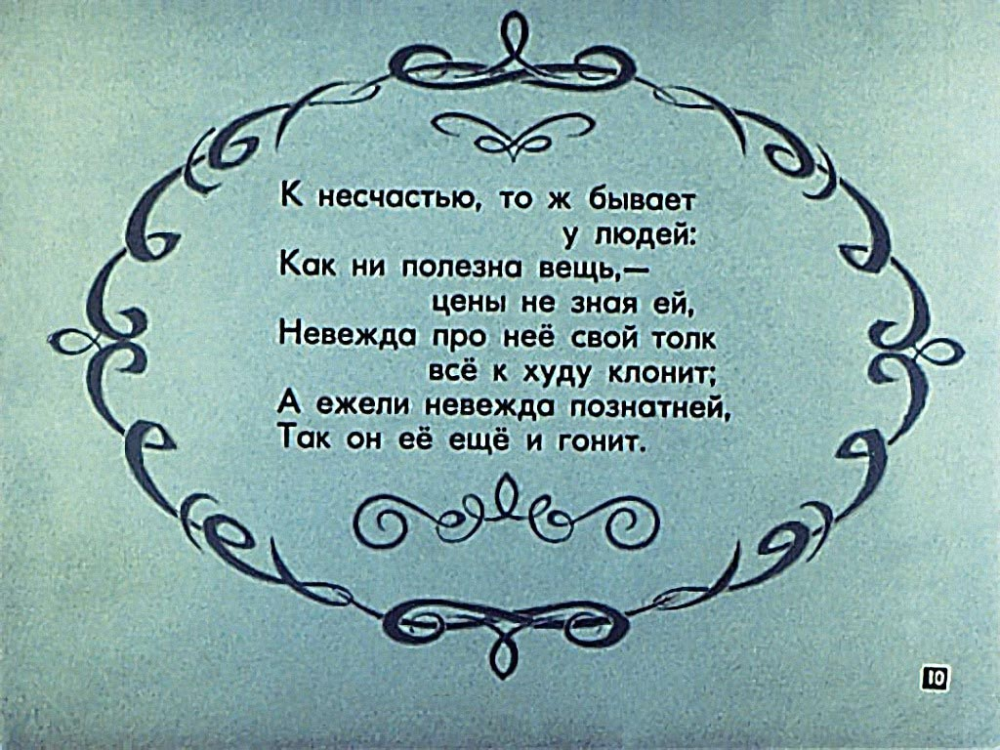 К несчастью, то ж бывает
у людей:
Как ни полезна вещь,—
цены не зная ей,
Невежда про неё свой толк
всё к худу клонит;
А ежели невежда познатней,
Так он её ещё и гонит.
10